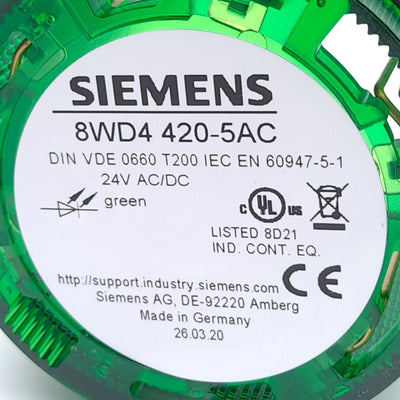 SIEMENS
8WD4 420-5AC
DIN VDE 0660 T200 IEC EN 60947-5-1
24V AC/DC
green
c UL us
LISTED 8D21
IND. CONT. EQ.
CE
http://support.industry.siemens.com
Siemens AG, DE-92220 Amberg
Made in Germany
26.03.20